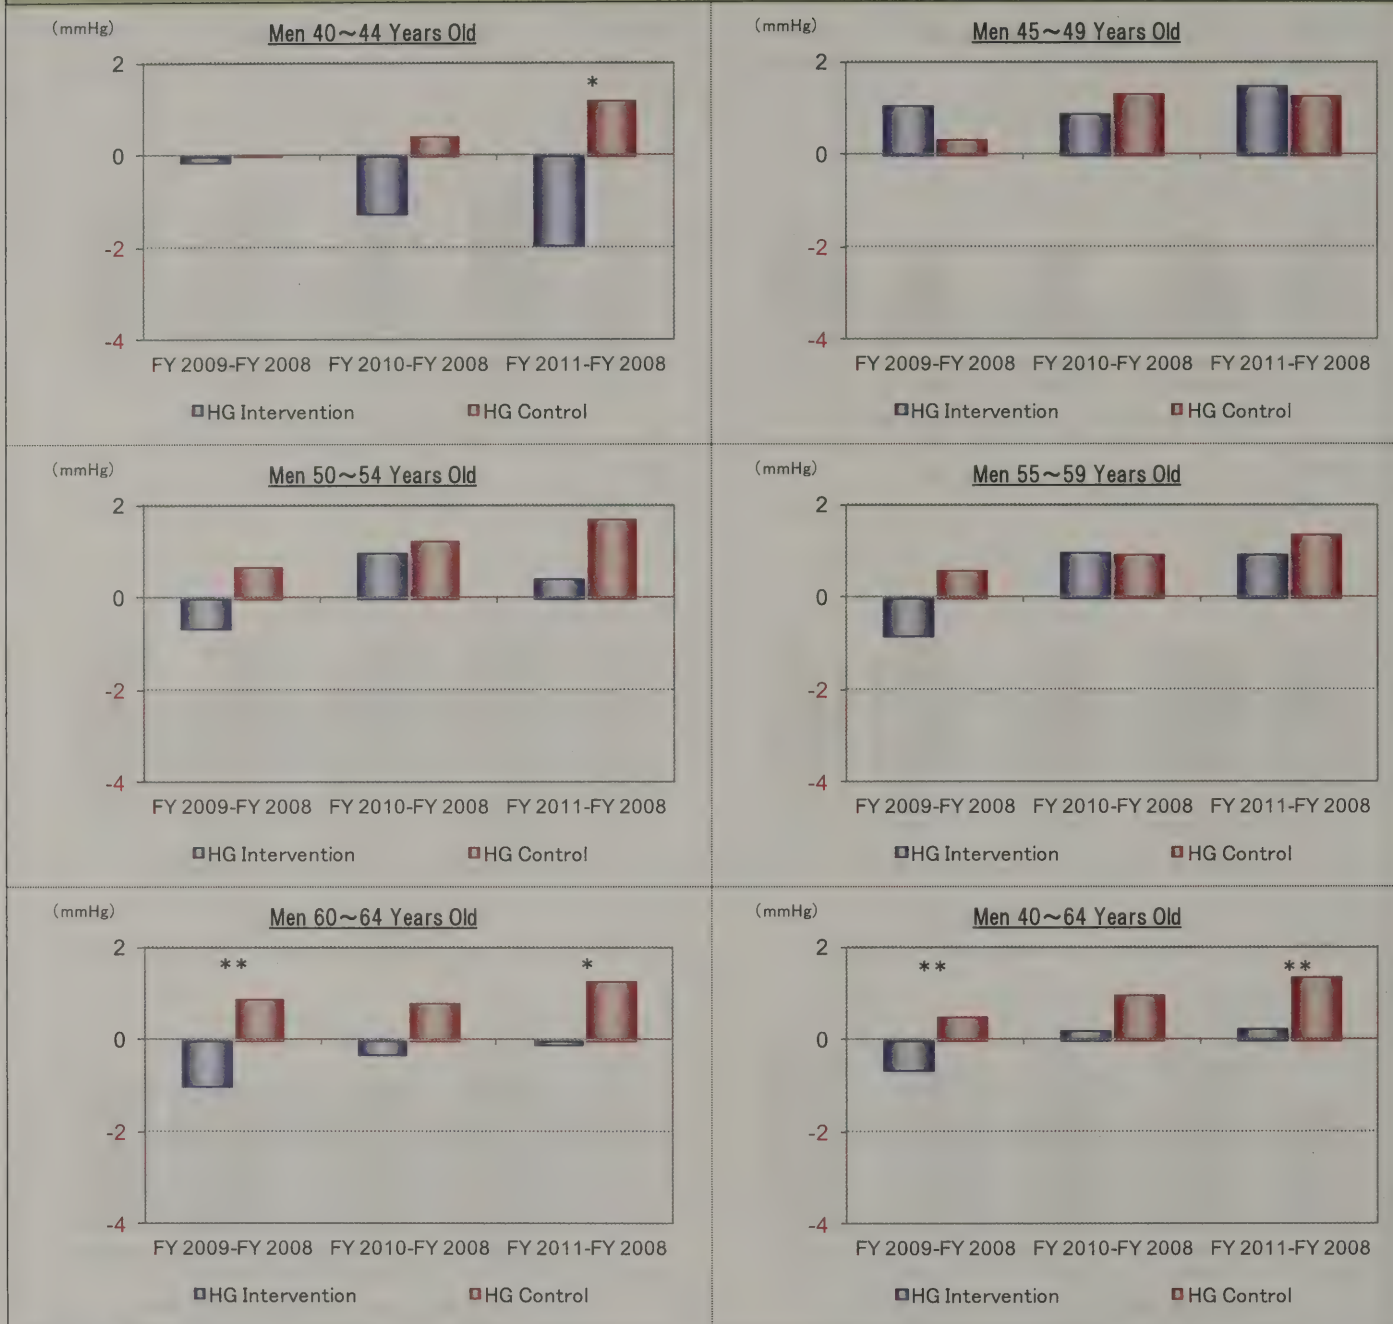 (mmHg)
Men 40～44 Years Old
2
*
0
-2
-4
FY 2009-FY 2008 FY 2010-FY 2008 FY 2011-FY 2008
HG Intervention HG Control
(mmHg)
Men 45～49 Years Old
2
0
-2
-4
FY 2009-FY 2008 FY 2010-FY 2008 FY 2011-FY 2008
HG Intervention HG Control
(mmHg)
Men 50～54 Years Old
2
0
-2
-4
FY 2009-FY 2008 FY 2010-FY 2008 FY 2011-FY 2008
HG Intervention HG Control
(mmHg)
Men 55～59 Years Old
2
0
-2
-4
FY 2009-FY 2008 FY 2010-FY 2008 FY 2011-FY 2008
HG Intervention HG Control
(mmHg)
Men 60～64 Years Old
2
** *
0
-2
-4
FY 2009-FY 2008 FY 2010-FY 2008 FY 2011-FY 2008
HG Intervention HG Control
(mmHg)
Men 40～64 Years Old
2
** **
0
-2
-4
FY 2009-FY 2008 FY 2010-FY 2008 FY 2011-FY 2008
HG Intervention HG Control